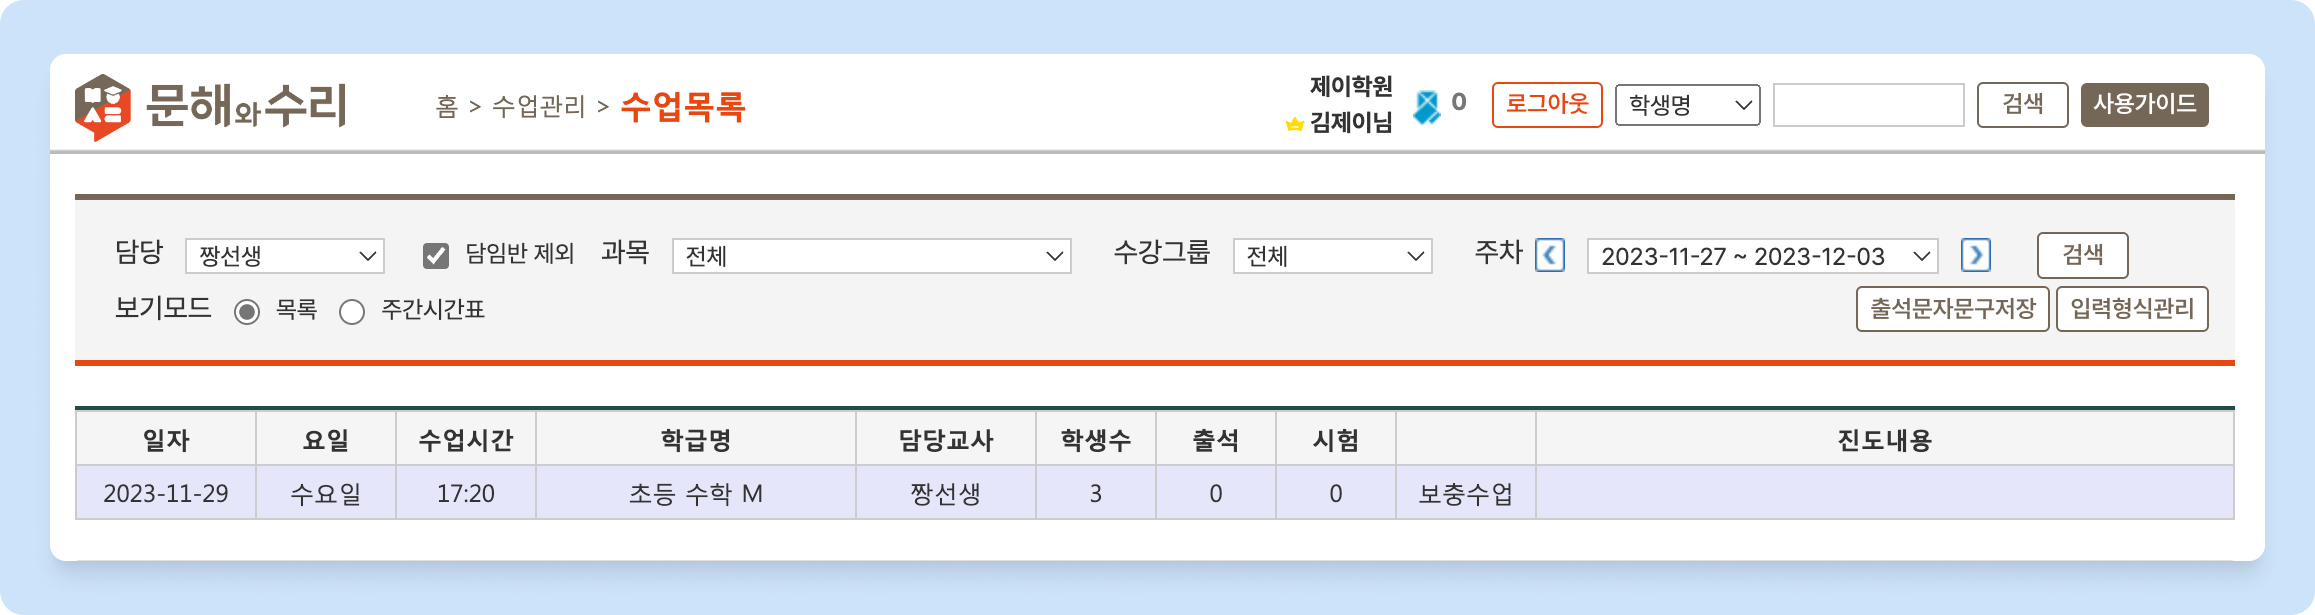 문해와수리
홈 > 수업관리 > 수업목록
제이학원
김제이님
0
로그아웃
학생명
검색
사용가이드
담당 짱선생 담임반 제외 과목 전체 수강그룹 전체 주차 2023-11-27 ~ 2023-12-03 검색
보기모드 목록 주간시간표 출석문자문구저장 입력형식관리
일자 요일 수업시간 학급명 담당교사 학생수 출석 시험 진도내용
2023-11-29 수요일 17:20 초등 수학 M 짱선생 3 0 0 보충수업